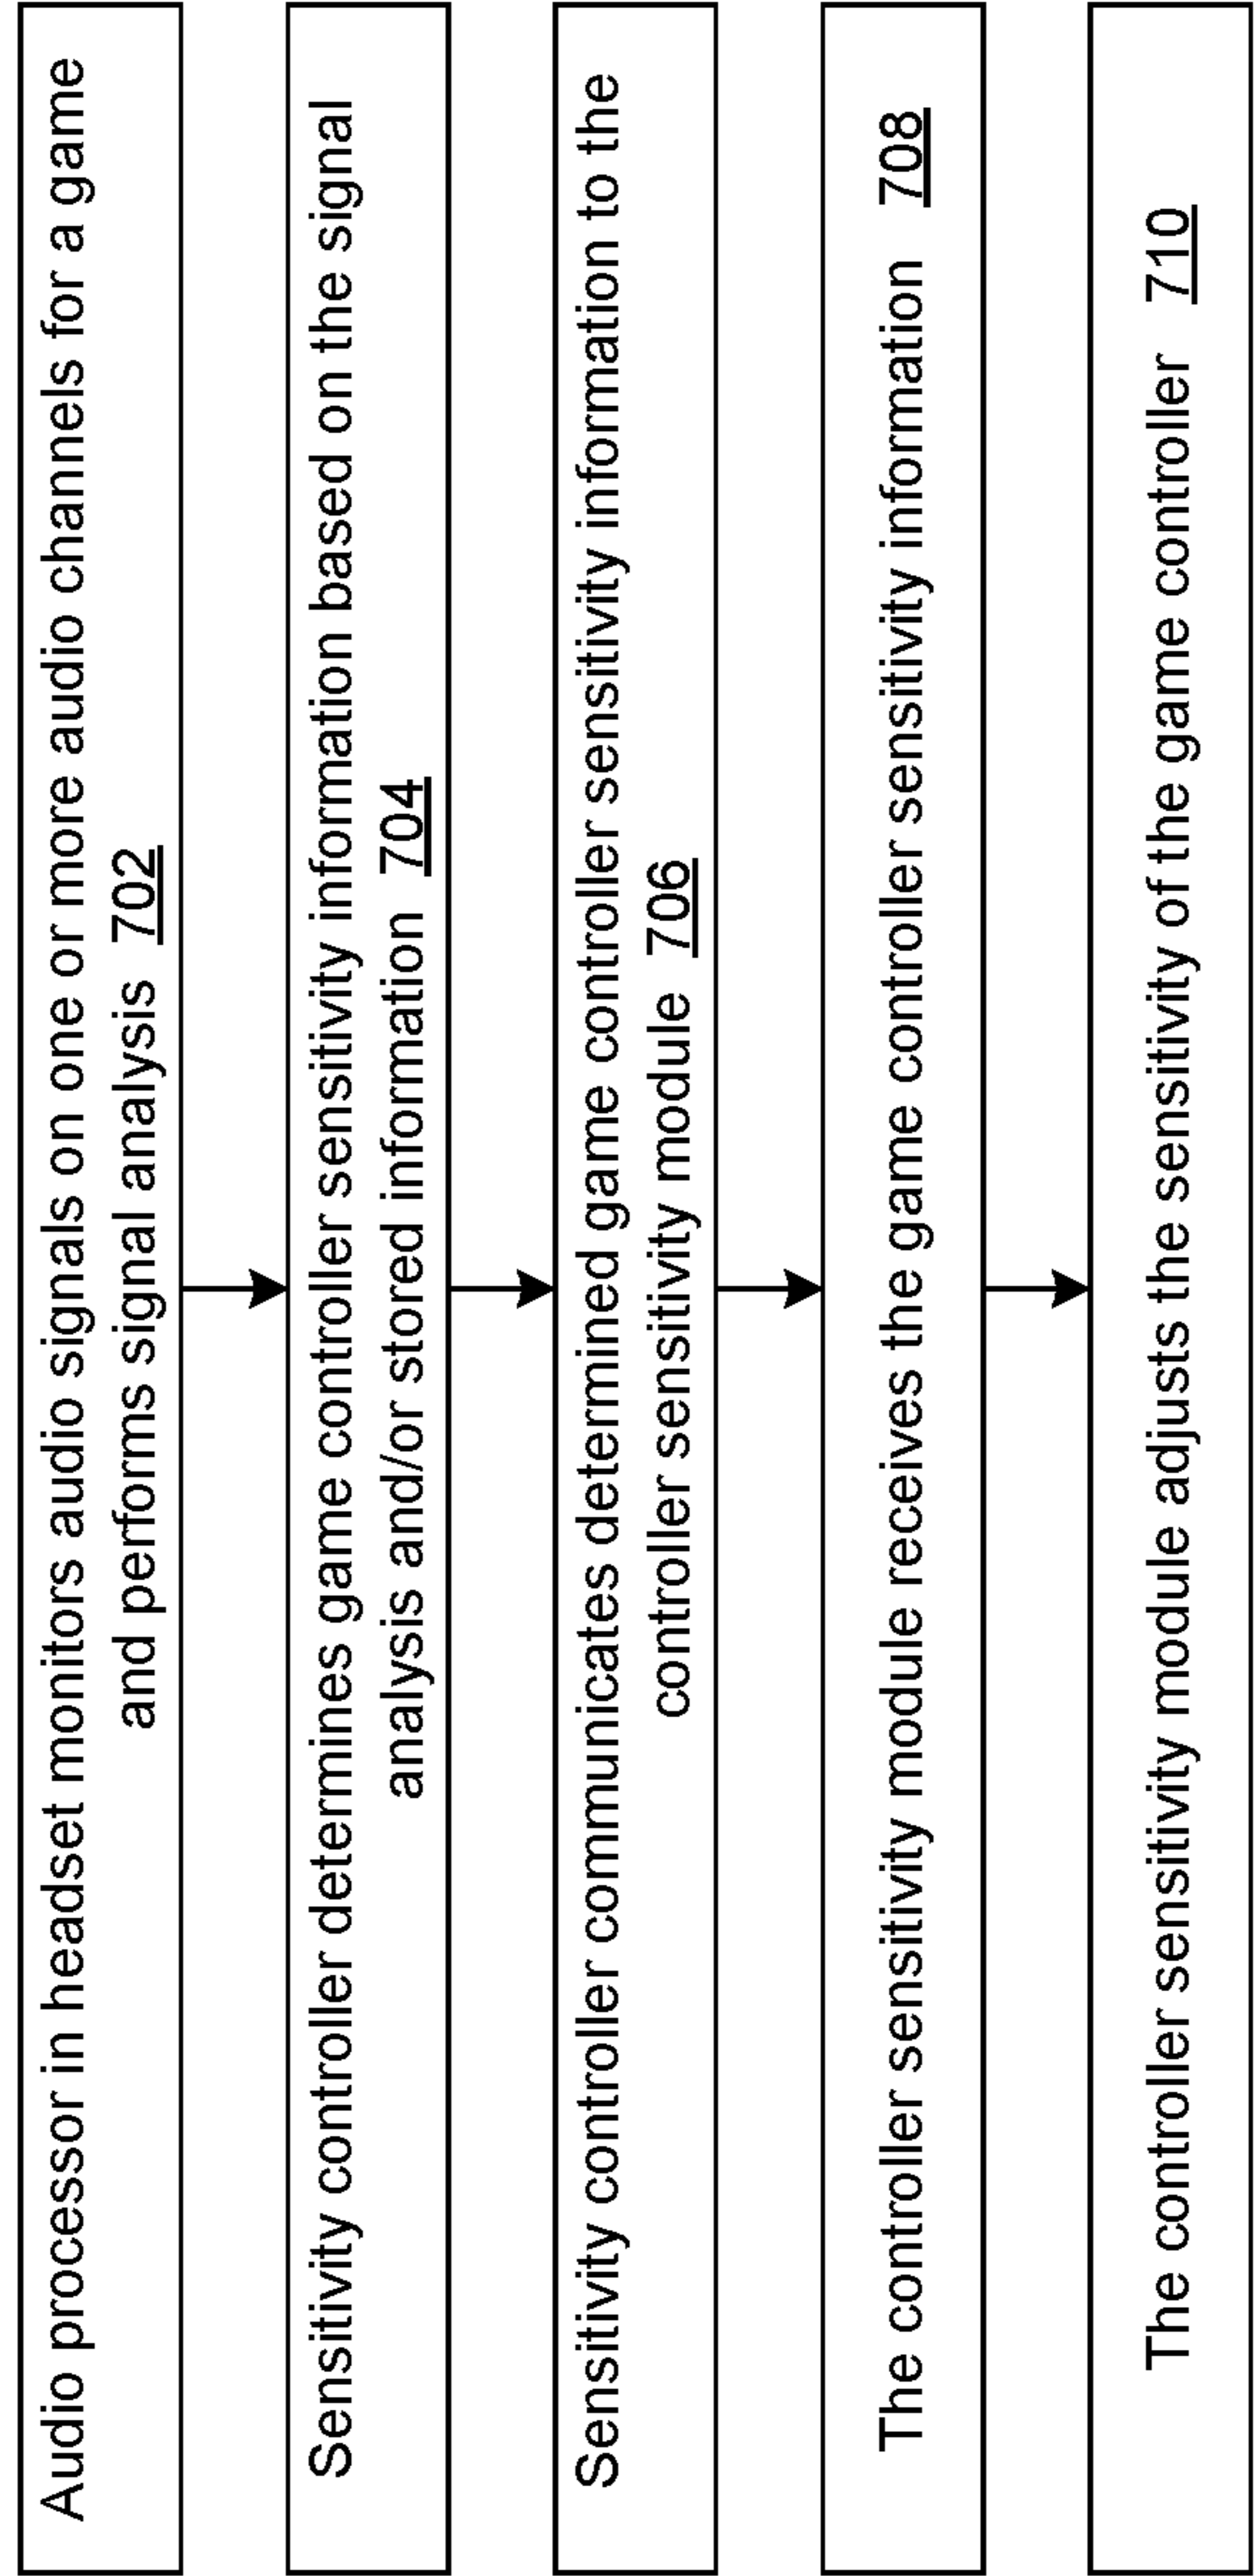 Audio processor in headset monitors audio signals on one or more audio channels for a game
and performs signal analysis 702
Sensitivity controller determines game controller sensitivity information based on the signal
analysis and/or stored information 704
Sensitivity controller communicates determined game controller sensitivity information to the
controller sensitivity module 706
The controller sensitivity module receives the game controller sensitivity information 708
The controller sensitivity module adjusts the sensitivity of the game controller 710